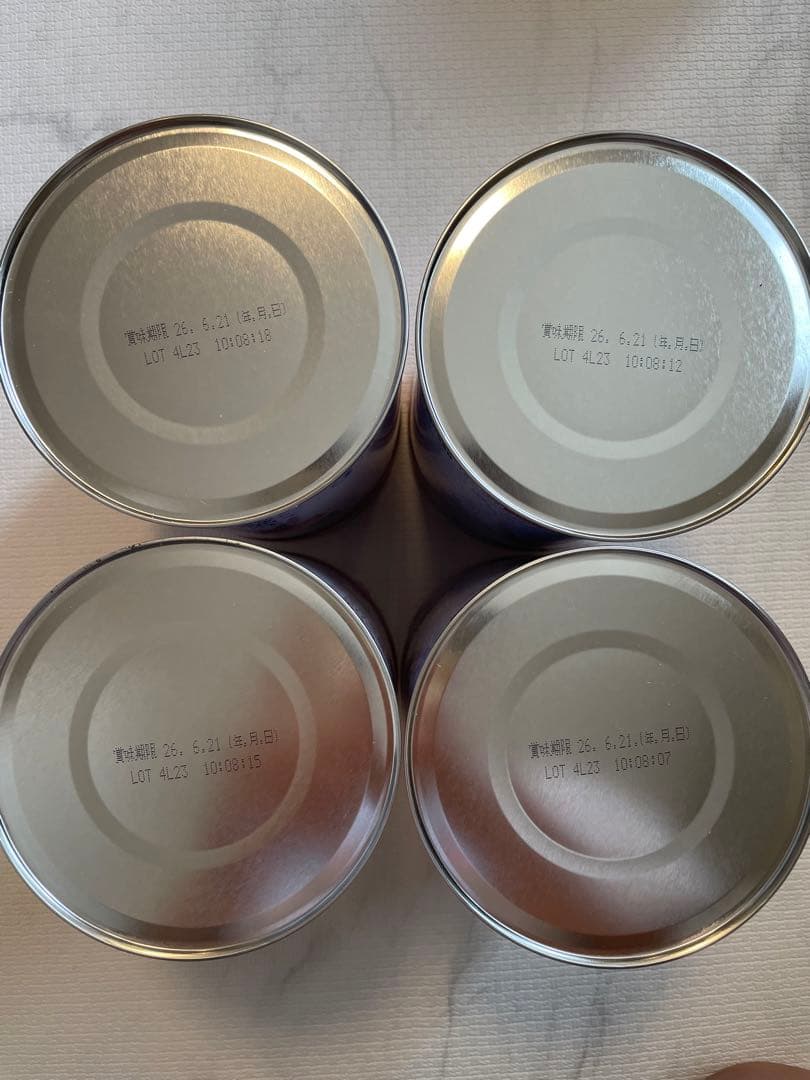 賞味期限 26. 6.21 (年.月.日)
LOT 4L23 10:08:18
賞味期限 26. 6.21 (年.月.日)
LOT 4L23 10:08:12
賞味期限 26. 6.21 (年.月.日)
LOT 4L23 10:08:15
賞味期限 26. 6.21.(年.月.日)
LOT 4L23 10:08:07